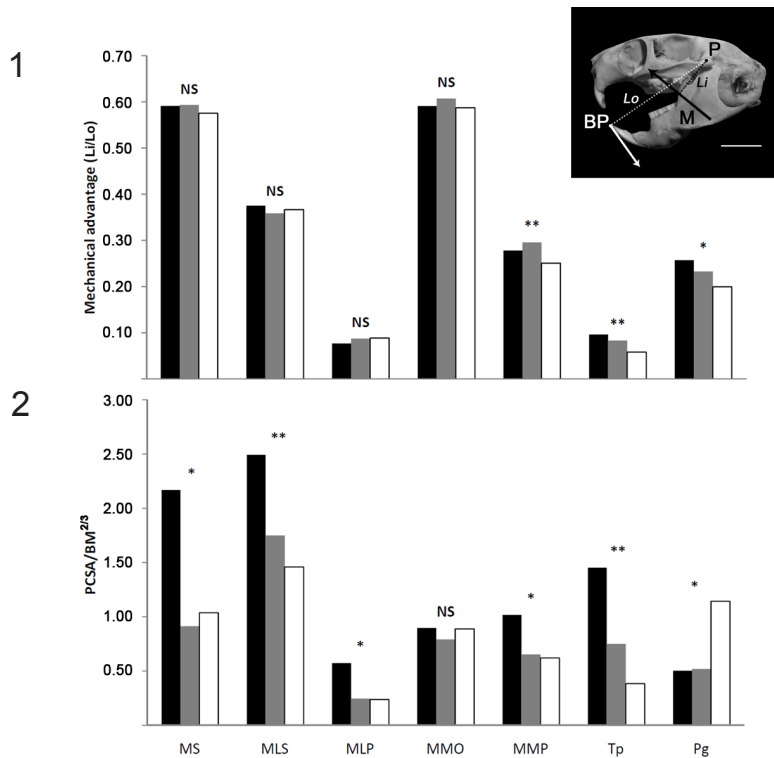 1
Mechanical advantage (Li/Lo)
0.70
0.60
0.50
0.40
0.30
0.20
0.10
NS
NS
NS
NS
**
**
*
P
Li
Lo
M
BP
2
PCSA/BM2/3
3.00
2.50
2.00
1.50
1.00
0.50
*
**
*
NS
*
**
*
MS MLS MLP MMO MMP Tp Pg